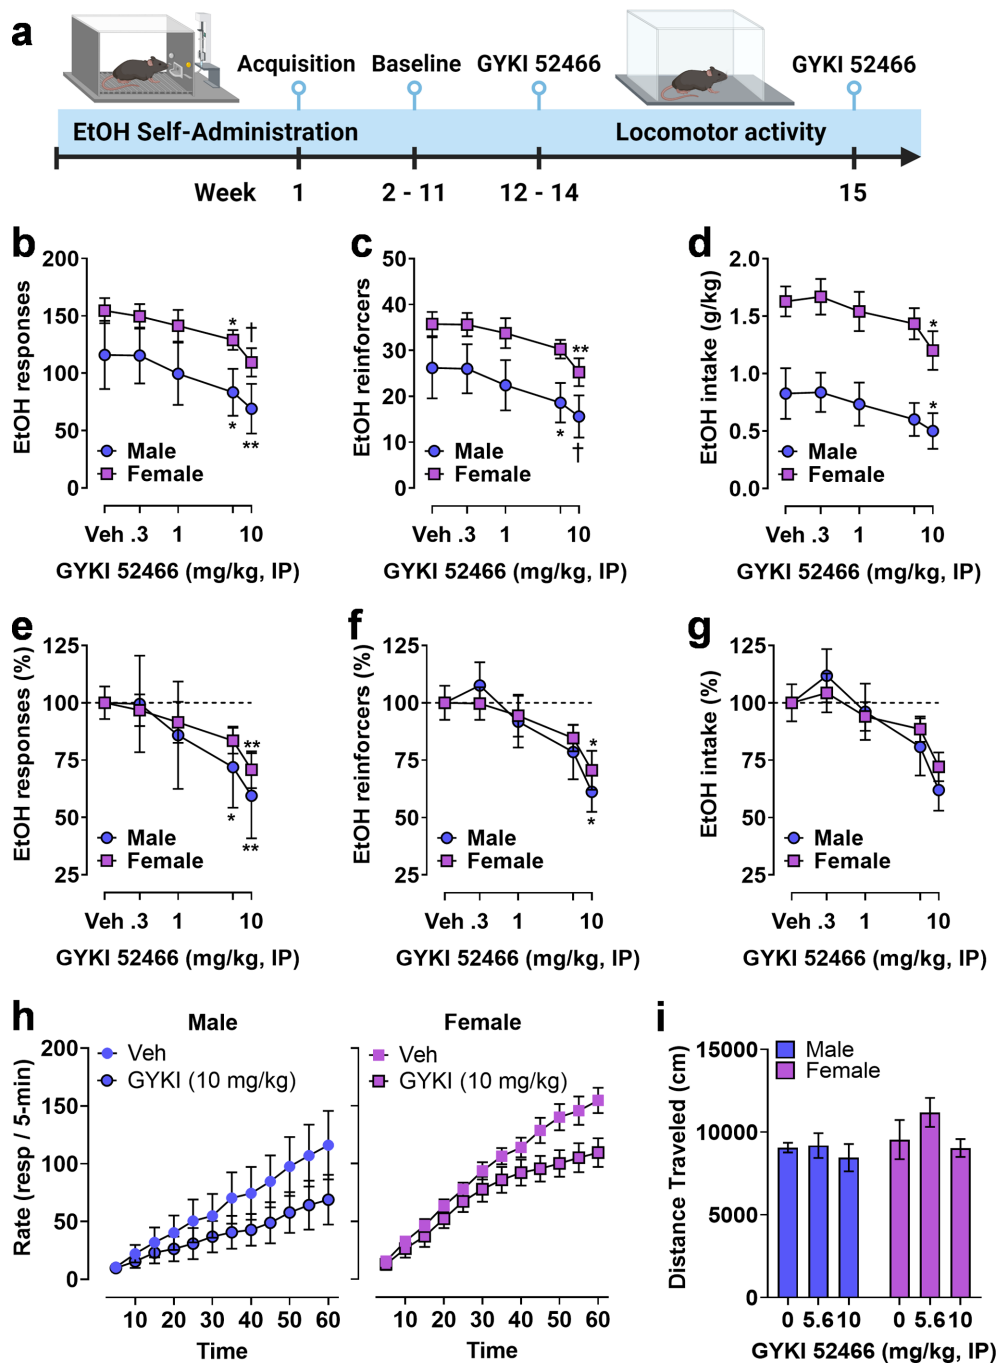 a
Acquisition Baseline GYKI 52466 GYKI 52466
EtOH Self-Administration Locomotor activity
Week 1 2 - 11 12 - 14 15
b
EtOH responses
200
150
100
50
0
* †
* **
Male
Female
Veh .3 1 10
GYKI 52466 (mg/kg, IP)
c
EtOH reinforcers
50
40
30
20
10
0
**
* †
Male
Female
Veh .3 1 10
GYKI 52466 (mg/kg, IP)
d
EtOH intake (g/kg)
2.0
1.5
1.0
0.5
0.0
*
*
Male
Female
Veh .3 1 10
GYKI 52466 (mg/kg, IP)
e
EtOH responses (%)
125
100
75
50
25
**
* **
Male
Female
Veh .3 1 10
GYKI 52466 (mg/kg, IP)
f
EtOH reinforcers (%)
125
100
75
50
25
*
*
Male
Female
Veh .3 1 10
GYKI 52466 (mg/kg, IP)
g
EtOH intake (%)
125
100
75
50
25
Male
Female
Veh .3 1 10
GYKI 52466 (mg/kg, IP)
h
Male
Rate (resp / 5-min)
200
150
100
50
0
Veh
GYKI (10 mg/kg)
10 20 30 40 50 60
Time
Female
Veh
GYKI (10 mg/kg)
10 20 30 40 50 60
Time
i
Distance Traveled (cm)
15000
10000
5000
0
Male
Female
0 5.6 10 0 5.6 10
GYKI 52466 (mg/kg, IP)